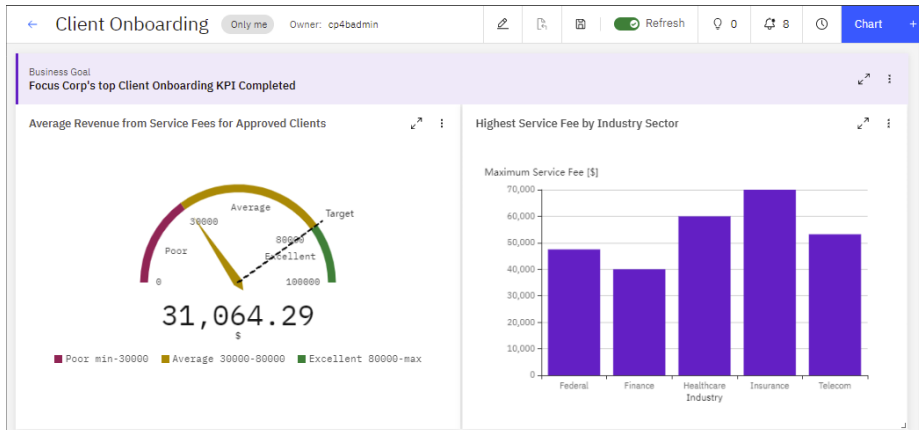 ← Client Onboarding Only me Owner: cp4badmin Refresh 0 8 Chart +
Business Goal
Focus Corp's top Client Onboarding KPI Completed
Average Revenue from Service Fees for Approved Clients
Average
Target
30000
80000
Poor
Excellent
0
100000
31,064.29
$
Poor min-30000 Average 30000-80000 Excellent 80000-max
Highest Service Fee by Industry Sector
Maximum Service Fee [$]
70,000
60,000
50,000
40,000
30,000
20,000
10,000
0
Federal Finance Healthcare Insurance Telecom
Industry